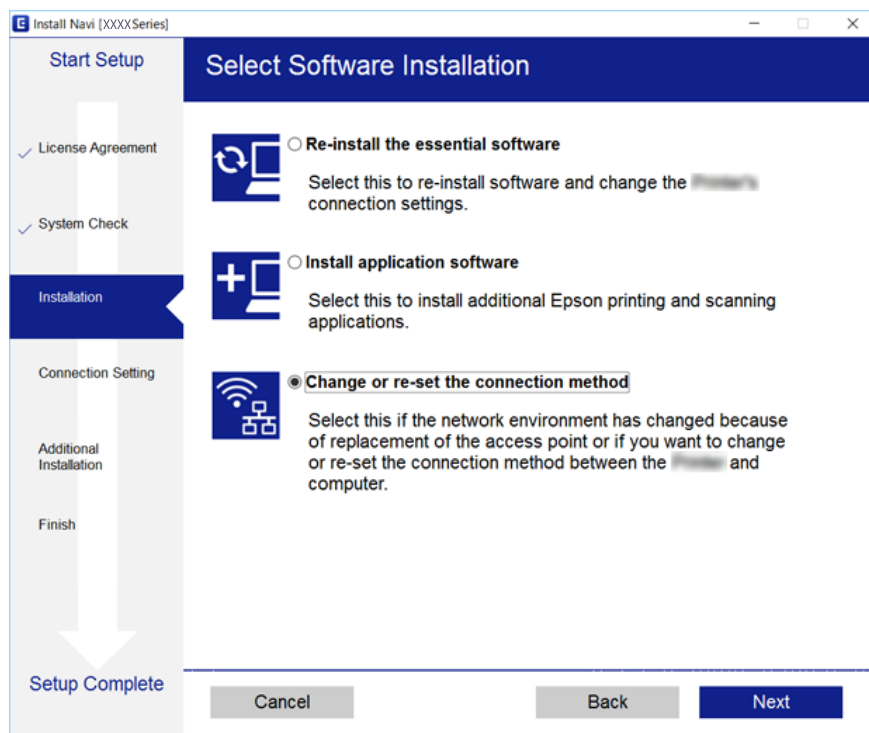 Install Navi [XXXX Series]
Start Setup
License Agreement
System Check
Installation
Connection Setting
Additional
Installation
Finish
Setup Complete
Select Software Installation
Re-install the essential software
Select this to re-install software and change the
connection settings.
Install application software
Select this to install additional Epson printing and scanning
applications.
Change or re-set the connection method
Select this if the network environment has changed because
of replacement of the access point or if you want to change
or re-set the connection method between the and
computer.
Cancel
Back
Next